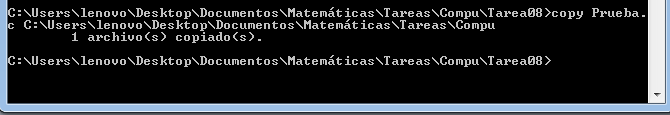 C:\Users\lenovo\Desktop\Documentos\Matemáticas\Tareas\Compu\Tarea08>copy Prueba.
c C:\Users\lenovo\Desktop\Documentos\Matemáticas\Tareas\Compu
1 archivo(s) copiado(s).
C:\Users\lenovo\Desktop\Documentos\Matemáticas\Tareas\Compu\Tarea08>